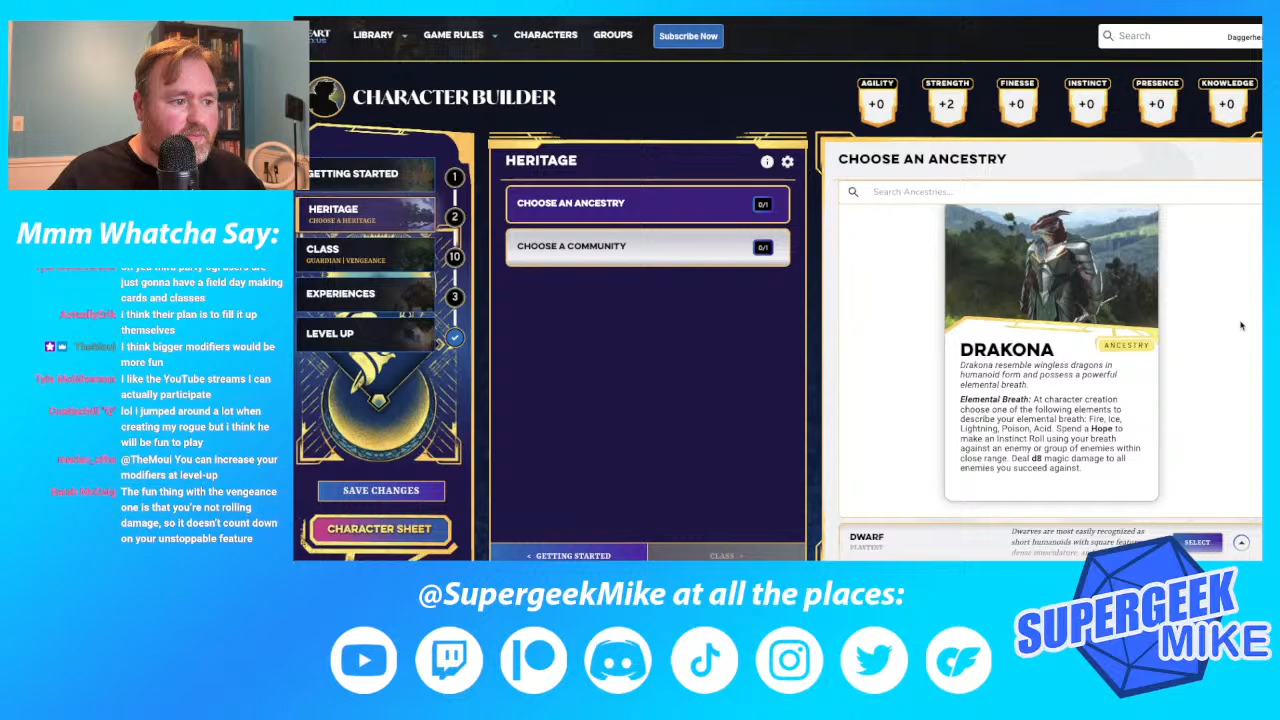 EART
LIBRARY
GAME RULES
CHARACTERS
GROUPS
Subscribe Now
Search
CHARACTER BUILDER
AGILITY
+0
STRENGTH
+2
FINESSE
+0
INSTINCT
+0
PRESENCE
+0
KNOWLEDGE
+0
GETTING STARTED
1
HERITAGE
CHOOSE A HERITAGE
2
CLASS
GUARDIAN | VENGEANCE
10
EXPERIENCES
3
LEVEL UP
SAVE CHANGES
CHARACTER SHEET
HERITAGE
CHOOSE AN ANCESTRY
0/1
CHOOSE A COMMUNITY
0/1
< GETTING STARTED
CLASS >
CHOOSE AN ANCESTRY
Search Ancestries...
ANCESTRY
DRAKONA
Drakona resemble wingless dragons in
humanoid form and possess a powerful
elemental breath.
Elemental Breath: At character creation
choose one of the following elements to
describe your elemental breath: Fire, Ice,
Lightning, Poison, Acid. Spend a Hope to
make an Instinct Roll using your breath
against an enemy or group of enemies within
close range. Deal d8 magic damage to all
enemies you succeed against.
DWARF
PLAYTEST
Dwarves are most easily recognized as
short humanoids with square
SELECT
Mmm Whatcha Say:
just gonna have a field day making
cards and classes
i think their plan is to fill it up
themselves
TheMoui I think bigger modifiers would be
more fun
I like the YouTube streams I can
actually participate
lol i jumped around a lot when
creating my rogue but i think he
will be fun to play
@TheMoui You can increase your
modifiers at level-up
The fun thing with the vengeance
one is that you're not rolling
damage, so it doesn't count down
on your unstoppable feature
@SupergeekMike at all the places:
SUPERGEEK
MIKE